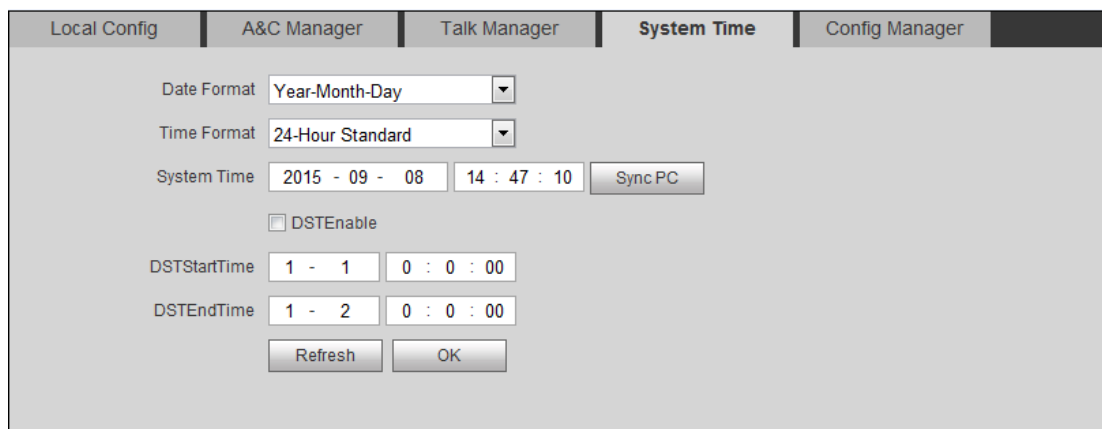 Local Config A&C Manager Talk Manager System Time Config Manager
Date Format Year-Month-Day
Time Format 24-Hour Standard
System Time 2015 - 09 - 08 14 : 47 : 10 Sync PC
DSTEnable
DSTStartTime 1 - 1 0 : 0 : 00
DSTEndTime 1 - 2 0 : 0 : 00
Refresh OK